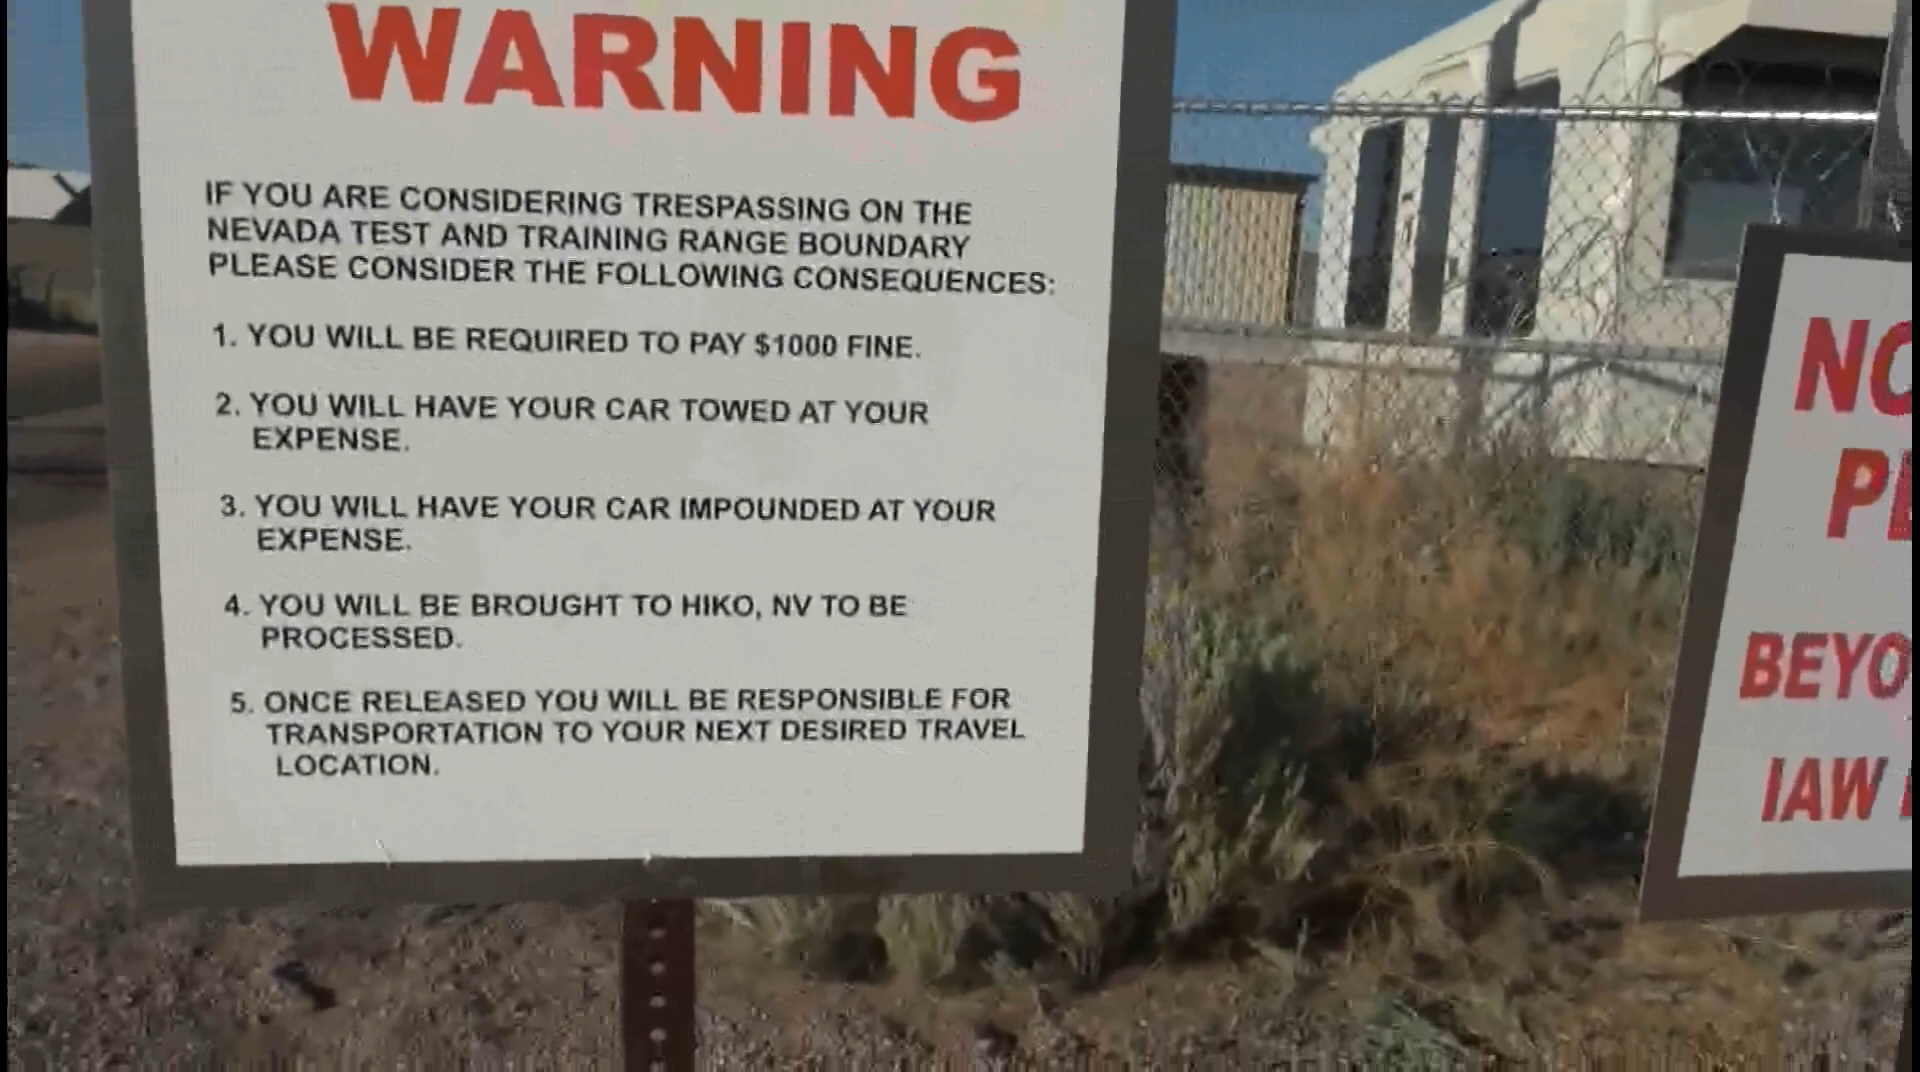 WARNING
IF YOU ARE CONSIDERING TRESPASSING ON THE
NEVADA TEST AND TRAINING RANGE BOUNDARY
PLEASE CONSIDER THE FOLLOWING CONSEQUENCES:
1. YOU WILL BE REQUIRED TO PAY $1000 FINE.
2. YOU WILL HAVE YOUR CAR TOWED AT YOUR
EXPENSE.
3. YOU WILL HAVE YOUR CAR IMPOUNDED AT YOUR
EXPENSE.
4. YOU WILL BE BROUGHT TO HIKO, NV TO BE
PROCESSED.
5. ONCE RELEASED YOU WILL BE RESPONSIBLE FOR
TRANSPORTATION TO YOUR NEXT DESIRED TRAVEL
LOCATION.
IAW